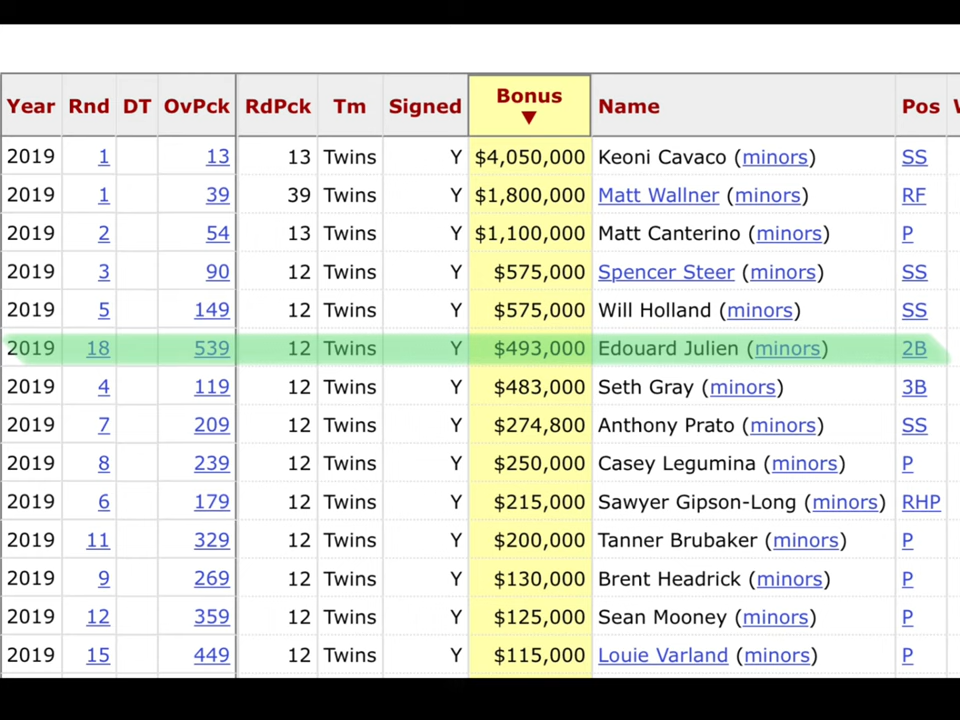 Year Rnd DT OvPck RdPck Tm Signed Bonus ▼ Name Pos
2019 1 13 13 Twins Y $4,050,000 Keoni Cavaco (minors) SS
2019 1 39 39 Twins Y $1,800,000 Matt Wallner (minors) RF
2019 2 54 13 Twins Y $1,100,000 Matt Canterino (minors) P
2019 3 90 12 Twins Y $575,000 Spencer Steer (minors) SS
2019 5 149 12 Twins Y $575,000 Will Holland (minors) SS
2019 18 539 12 Twins Y $493,000 Edouard Julien (minors) 2B
2019 4 119 12 Twins Y $483,000 Seth Gray (minors) 3B
2019 7 209 12 Twins Y $274,800 Anthony Prato (minors) SS
2019 8 239 12 Twins Y $250,000 Casey Legumina (minors) P
2019 6 179 12 Twins Y $215,000 Sawyer Gipson-Long (minors) RHP
2019 11 329 12 Twins Y $200,000 Tanner Brubaker (minors) P
2019 9 269 12 Twins Y $130,000 Brent Headrick (minors) P
2019 12 359 12 Twins Y $125,000 Sean Mooney (minors) P
2019 15 449 12 Twins Y $115,000 Louie Varland (minors) P